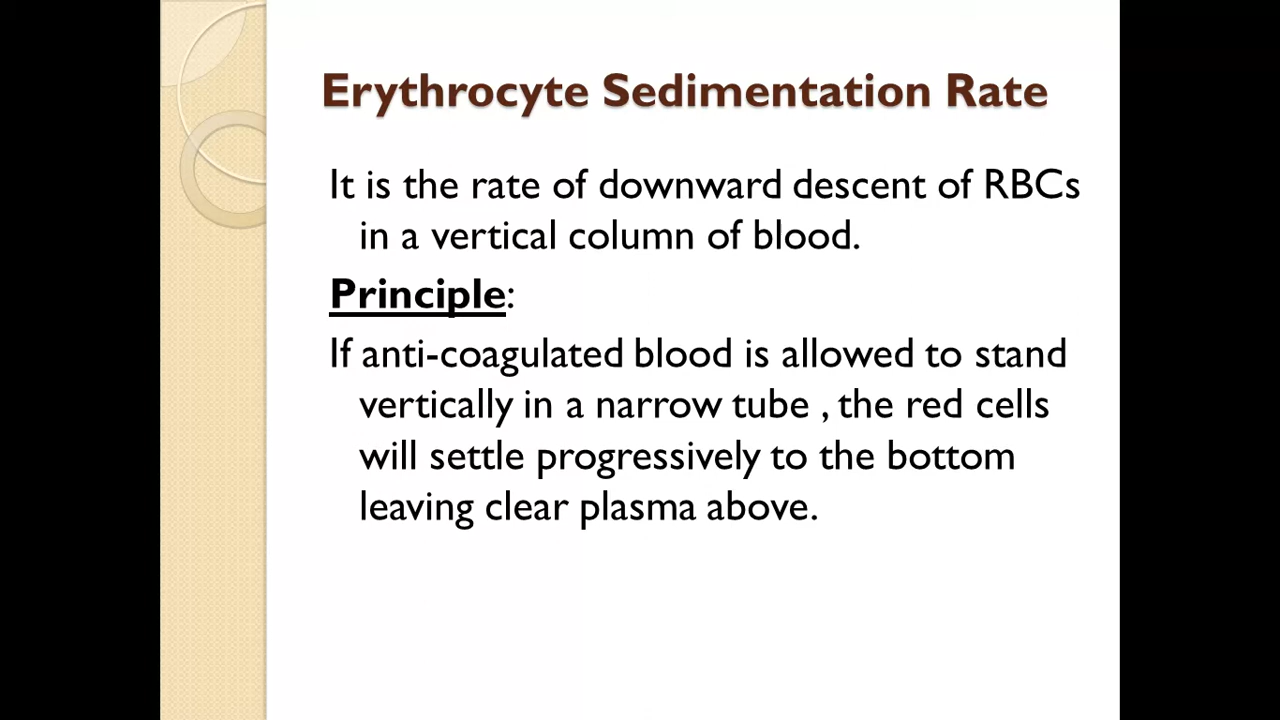 Erythrocyte Sedimentation Rate
It is the rate of downward descent of RBCs
in a vertical column of blood.
Principle:
If anti-coagulated blood is allowed to stand
vertically in a narrow tube , the red cells
will settle progressively to the bottom
leaving clear plasma above.